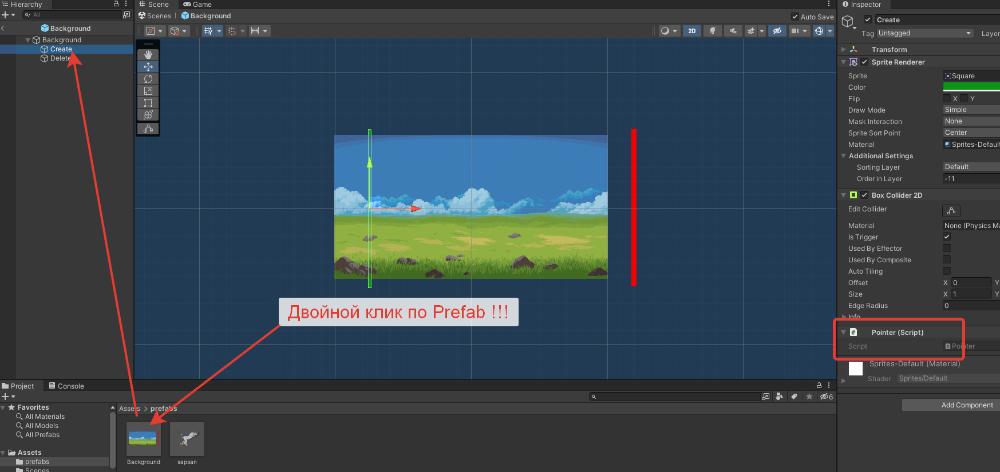 Hierarchy
All
Background
Background
Create
Delete
Scene
Game
Scenes
Background
Auto Save
2D
Двойной клик по Prefab !!!
Inspector
Create
Tag
Untagged
Layer
Transform
Sprite Renderer
Sprite
Square
Color
Flip
X
Y
Draw Mode
Simple
Mask Interaction
None
Sprite Sort Point
Center
Material
Sprites-Default
Additional Settings
Sorting Layer
Default
Order in Layer
-11
Box Collider 2D
Edit Collider
Material
None (Physics Ma
Is Trigger
Used By Effector
Used By Composite
Auto Tiling
Offset
X
0
Y
Size
X
1
Y
Edge Radius
0
Info
Pointer (Script)
Script
Pointer
Sprites-Default (Material)
Shader
Sprites/Default
Add Component
Project
Console
6
Favorites
All Materials
All Models
All Prefabs
Assets
prefabs
Scenes
Assets > prefabs
Background
sapsan